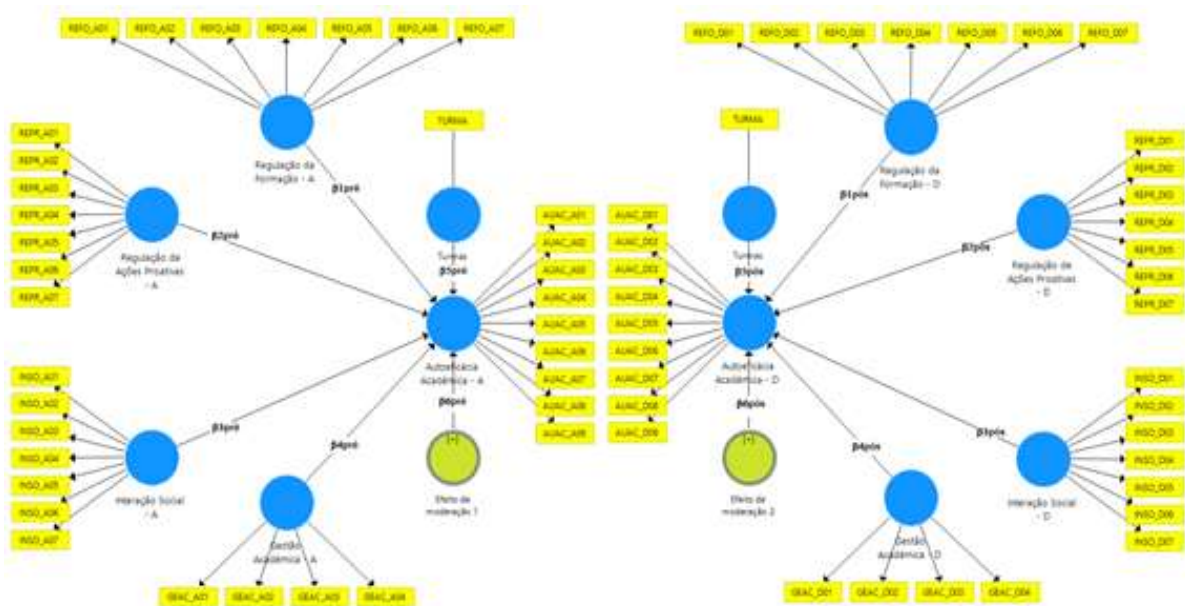 REFO_A01 REFO_A02 REFO_A03 REFO_A04 REFO_A05 REFO_A06 REFO_A07
Regulação da
Formação - A
REPR_A01
REPR_A02
REPR_A03
REPR_A04
REPR_A05
REPR_A06
REPR_A07
Regulação de
Ações Proativas
- A
INSO_A01
INSO_A02
INSO_A03
INSO_A04
INSO_A05
INSO_A06
INSO_A07
Interação Social
- A
GEAC_A01 GEAC_A02 GEAC_A03 GEAC_A04
Gestão
Acadêmica - A
TURMA
Turmas
β1pré
β2pré
β5pré
β3pré
β4pré
β6pré
Autoeficácia
Acadêmica - A
[+]
Efeito de
moderação 1
AUAC_A01
AUAC_A02
AUAC_A03
AUAC_A04
AUAC_A05
AUAC_A06
AUAC_A07
AUAC_A08
AUAC_A09
REFO_D01 REFO_D02 REFO_D03 REFO_D04 REFO_D05 REFO_D06 REFO_D07
Regulação da
Formação - D
TURMA
Turmas
β1pós
β2pós
β5pós
β3pós
β4pós
β6pós
AUAC_D01
AUAC_D02
AUAC_D03
AUAC_D04
AUAC_D05
AUAC_D06
AUAC_D07
AUAC_D08
AUAC_D09
Autoeficácia
Acadêmica - D
[+]
Efeito de
moderação 2
REPR_D01
REPR_D02
REPR_D03
REPR_D04
REPR_D05
REPR_D06
REPR_D07
Regulação de
Ações Proativas -
D
INSO_D01
INSO_D02
INSO_D03
INSO_D04
INSO_D05
INSO_D06
INSO_D07
Interação Social
- D
Gestão
Acadêmica - D
GEAC_D01 GEAC_D02 GEAC_D03 GEAC_D04